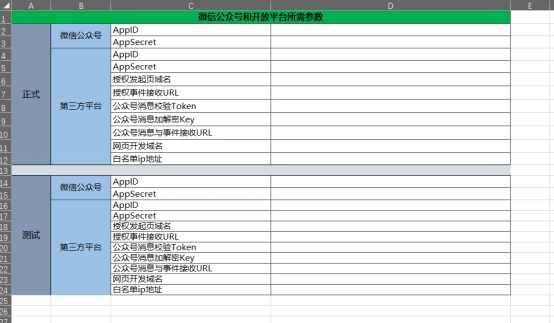 A B C D E
1 微信公众号和开放平台所需参数
2 微信公众号 AppID
3 AppSecret
4 AppID
5 AppSecret
6 授权发起页域名
7 正式 授权事件接收URL
8 第三方平台 公众号消息校验Token
9 公众号消息加解密Key
10 公众号消息与事件接收URL
11 网页开发域名
12 白名单ip地址
13
14 微信公众号 AppID
15 AppSecret
16 AppID
17 AppSecret
18 授权发起页域名
19 测试 授权事件接收URL
20 第三方平台 公众号消息校验Token
21 公众号消息加解密Key
22 公众号消息与事件接收URL
23 网页开发域名
24 白名单ip地址
25
26
27